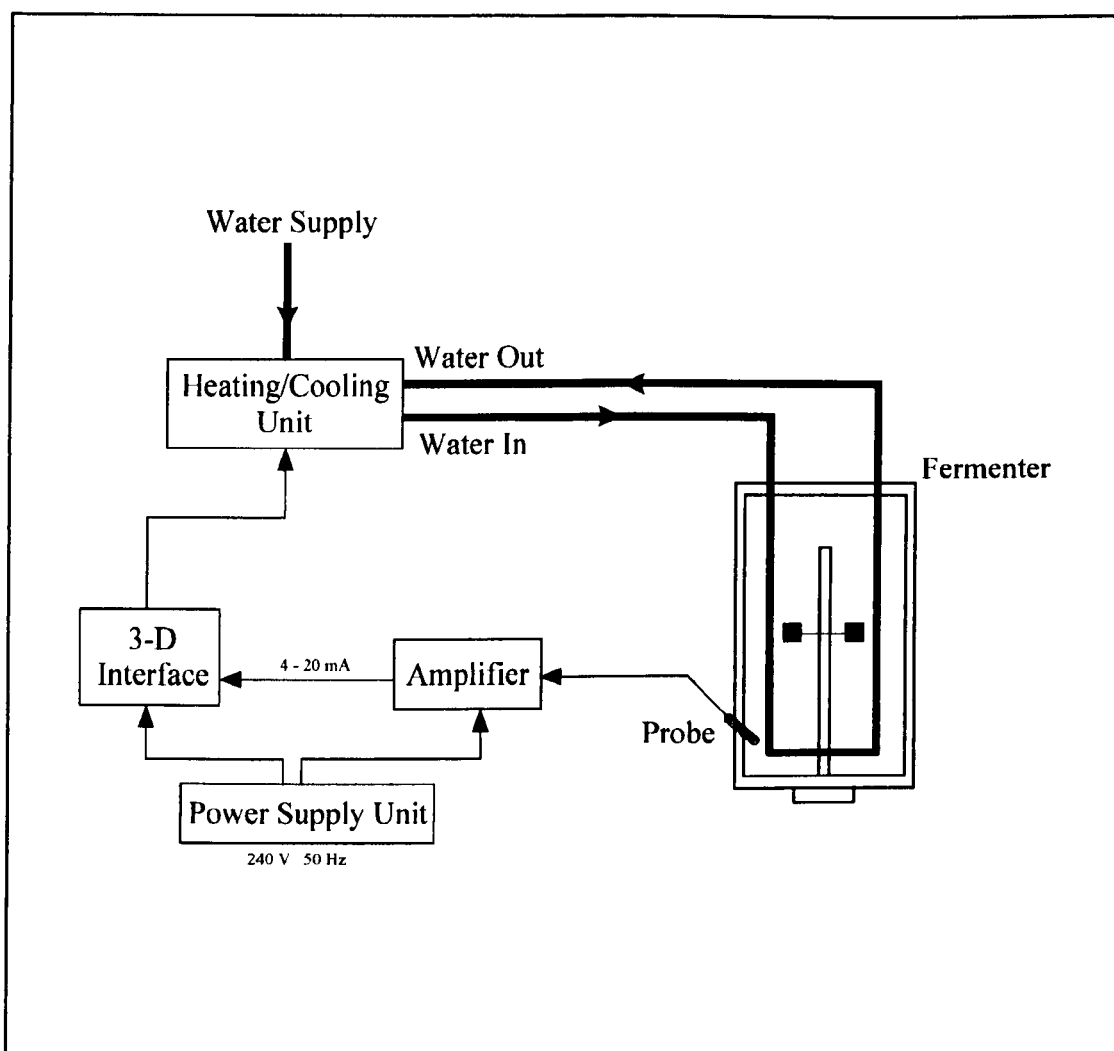 Water Supply
Water Out
Heating/Cooling
Unit
Water In
Fermenter
3-D
Interface
4 - 20 mA
Amplifier
Probe
Power Supply Unit
240 V 50 Hz